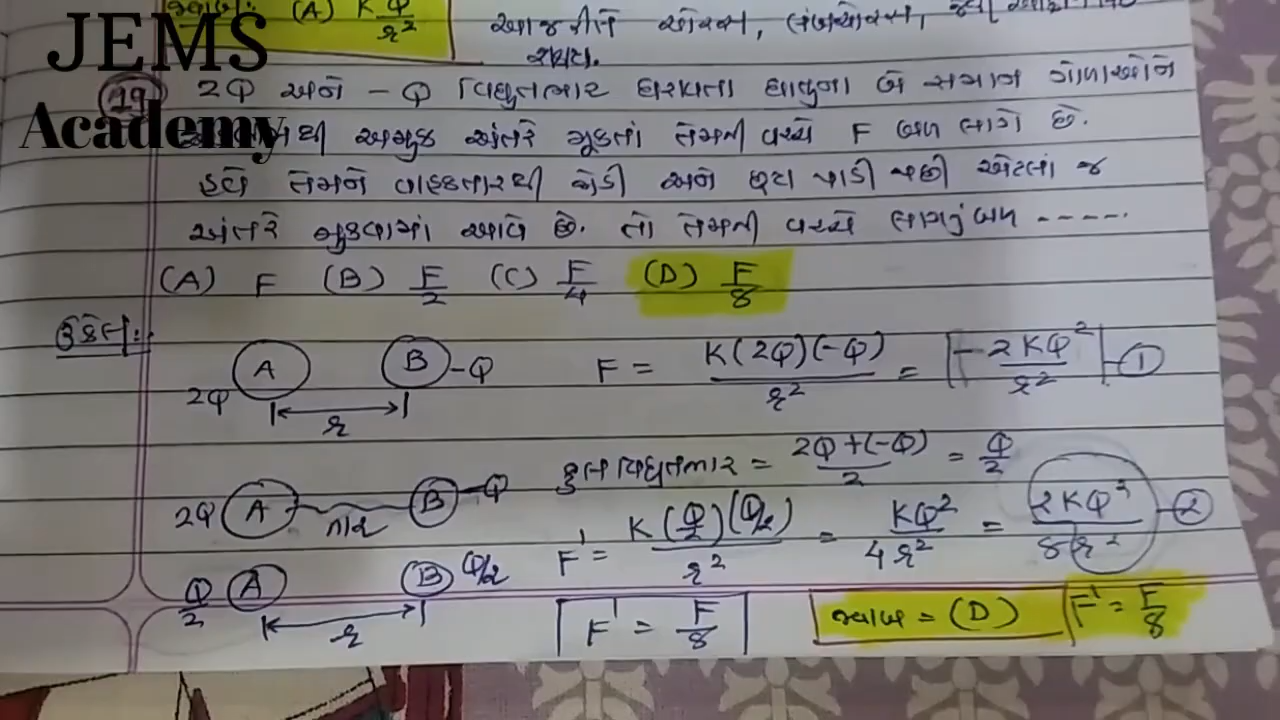 (A) K Q/r²
JEMS
Academy
19 2Q અને -Q વિદ્યુતભાર ધરાવતા ધાતુના બે સમાન ગોળાઓને
અમુક અંતરે મૂકતાં તેમની વચ્ચે F બળ લાગે છે.
હવે તેમને વાહકતારથી જોડી અને છુટા પાડી પછી એટલાં જ
અંતરે મુકવામાં આવે છે. તો તેમની વચ્ચે લાગતું બળ ----.
(A) F (B) F/2 (C) F/4 (D) F/8
ઉકેલ:
2Q A B -Q r F = K(2Q)(-Q)/r² = |-2KQ²/r²| -①
કુલ વિદ્યુતભાર = 2Q+(-Q)/2 = Q/2
2Q A B -Q તાર
F' = K(Q/2)(Q/2)/r² = KQ²/4r² = 2KQ²/8r² -②
Q/2 A B Q/2 r
F' = F/8 જવાબ = (D) F' = F/8